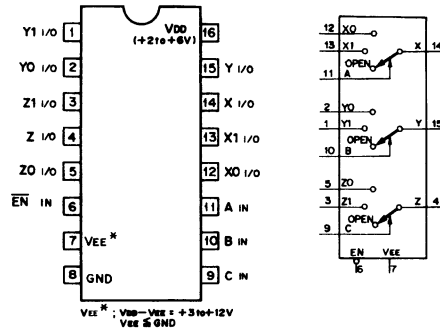 Y1 I/O 1
VDD 16
(+2to+6V)
Y0 I/O 2
15 Y I/O
Z1 I/O 3
14 X I/O
Z I/O 4
13 X1 I/O
Z0 I/O 5
12 X0 I/O
EN IN 6
11 A IN
7 VEE*
10 B IN
8 GND
9 C IN
VEE* ; VDD-VEE = +3to+12V
VEE ≦ GND
12 X0
13 X1 X 14
OPEN
11 A
2 Y0
1 Y1 Y 15
OPEN
10 B
5 Z0
3 Z1 Z 4
OPEN
9 C
EN VEE
6 7